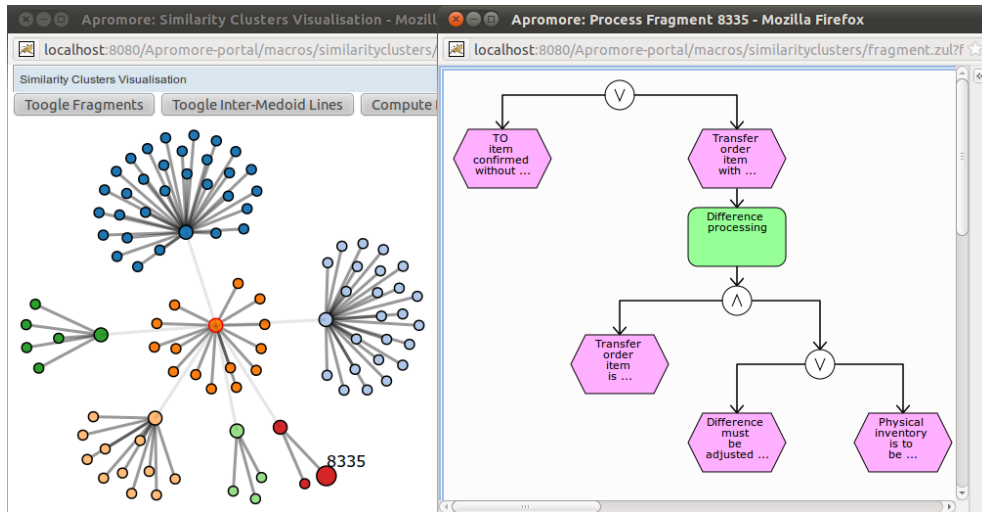 Apromore: Similarity Clusters Visualisation - Mozill
localhost:8080/Apromore-portal/macros/similarityclusters/
Similarity Clusters Visualisation
Toogle Fragments
Toogle Inter-Medoid Lines
Compute
8335
Apromore: Process Fragment 8335 - Mozilla Firefox
localhost:8080/Apromore-portal/macros/similarityclusters/fragment.zul?f
V
TO
item
confirmed
without ...
Transfer
order
item
with ...
Difference
processing
Λ
Transfer
order
item
is ...
V
Difference
must
be
adjusted ...
Physical
inventory
is to
be ...